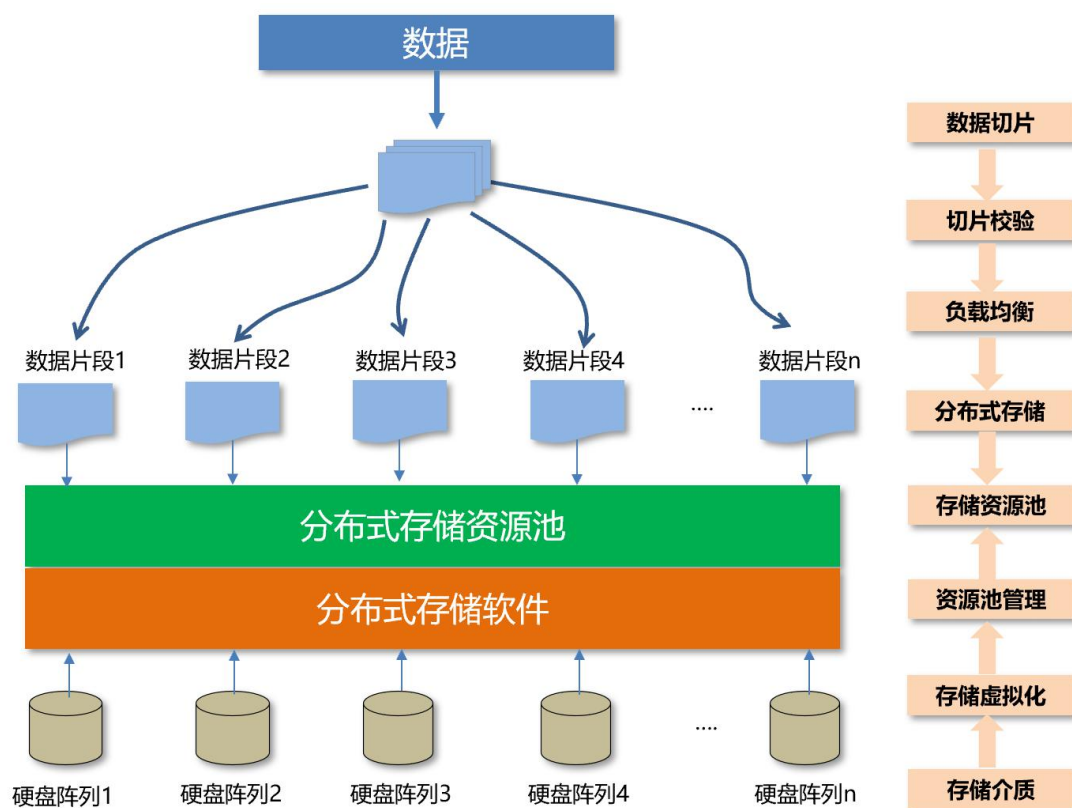 数据
数据片段1
数据片段2
数据片段3
数据片段4
....
数据片段n
分布式存储资源池
分布式存储软件
....
硬盘阵列1
硬盘阵列2
硬盘阵列3
硬盘阵列4
硬盘阵列n
数据切片
切片校验
负载均衡
分布式存储
存储资源池
资源池管理
存储虚拟化
存储介质